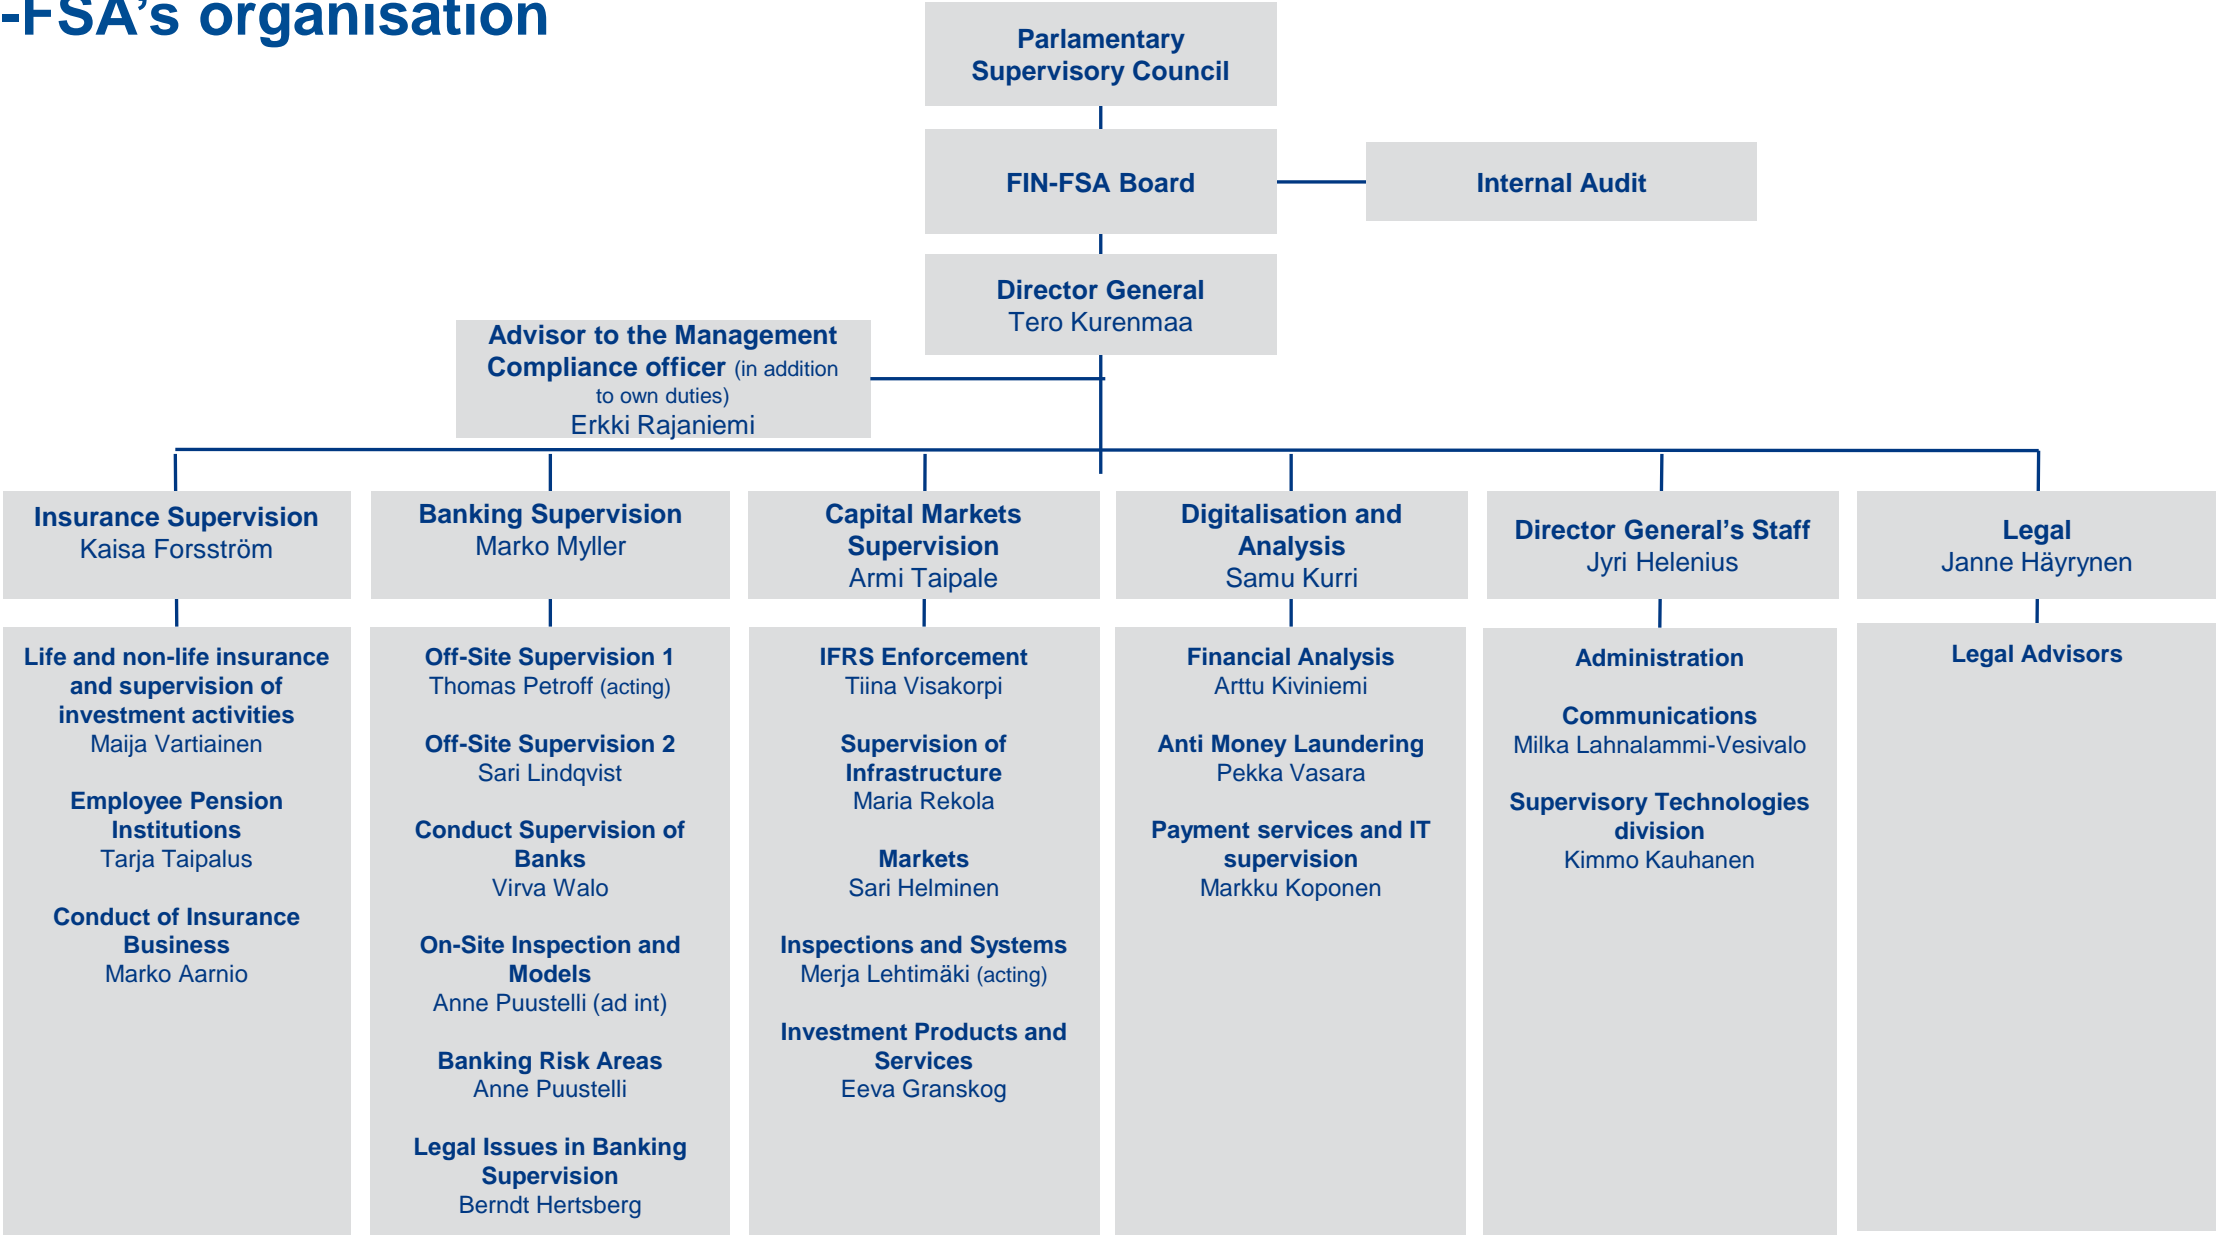 -FSA's organisation
Parlamentary
Supervisory Council
FIN-FSA Board
Internal Audit
Director General
Tero Kurenmaa
Advisor to the Management
Compliance officer (in addition
to own duties)
Erkki Rajaniemi
Insurance Supervision
Kaisa Forsström
Banking Supervision
Marko Myller
Capital Markets
Supervision
Armi Taipale
Digitalisation and
Analysis
Samu Kurri
Director General's Staff
Jyri Helenius
Legal
Janne Häyrynen
Life and non-life insurance
and supervision of
investment activities
Maija Vartiainen
Employee Pension
Institutions
Tarja Taipalus
Conduct of Insurance
Business
Marko Aarnio
Off-Site Supervision 1
Thomas Petroff (acting)
Off-Site Supervision 2
Sari Lindqvist
Conduct Supervision of
Banks
Virva Walo
On-Site Inspection and
Models
Anne Puustelli (ad int)
Banking Risk Areas
Anne Puustelli
Legal Issues in Banking
Supervision
Berndt Hertsberg
IFRS Enforcement
Tiina Visakorpi
Supervision of
Infrastructure
Maria Rekola
Markets
Sari Helminen
Inspections and Systems
Merja Lehtimäki (acting)
Investment Products and
Services
Eeva Granskog
Financial Analysis
Arttu Kiviniemi
Anti Money Laundering
Pekka Vasara
Payment services and IT
supervision
Markku Koponen
Administration
Communications
Milka Lahnalammi-Vesivalo
Supervisory Technologies
division
Kimmo Kauhanen
Legal Advisors